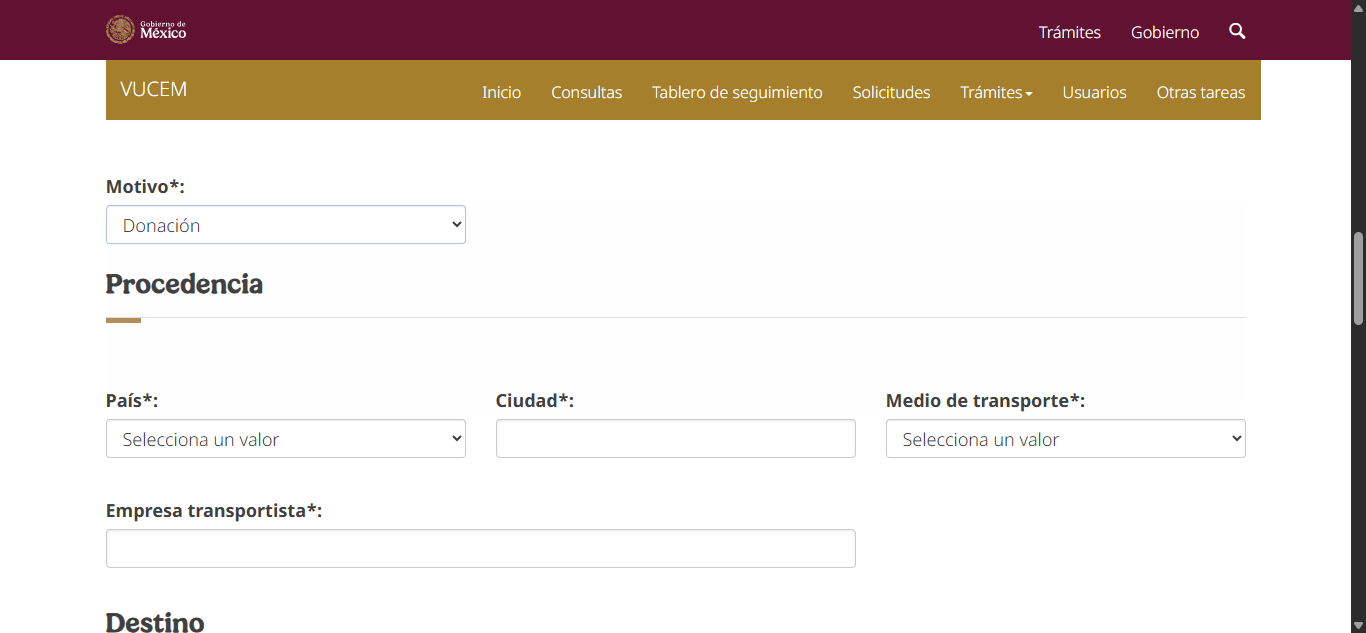 Gobierno de
México
Trámites Gobierno
VUCEM
Inicio Consultas Tablero de seguimiento Solicitudes Trámites Usuarios Otras tareas
Motivo*:
Donación
Procedencia
País*: Ciudad*: Medio de transporte*:
Selecciona un valor Selecciona un valor
Empresa transportista*:
Destino